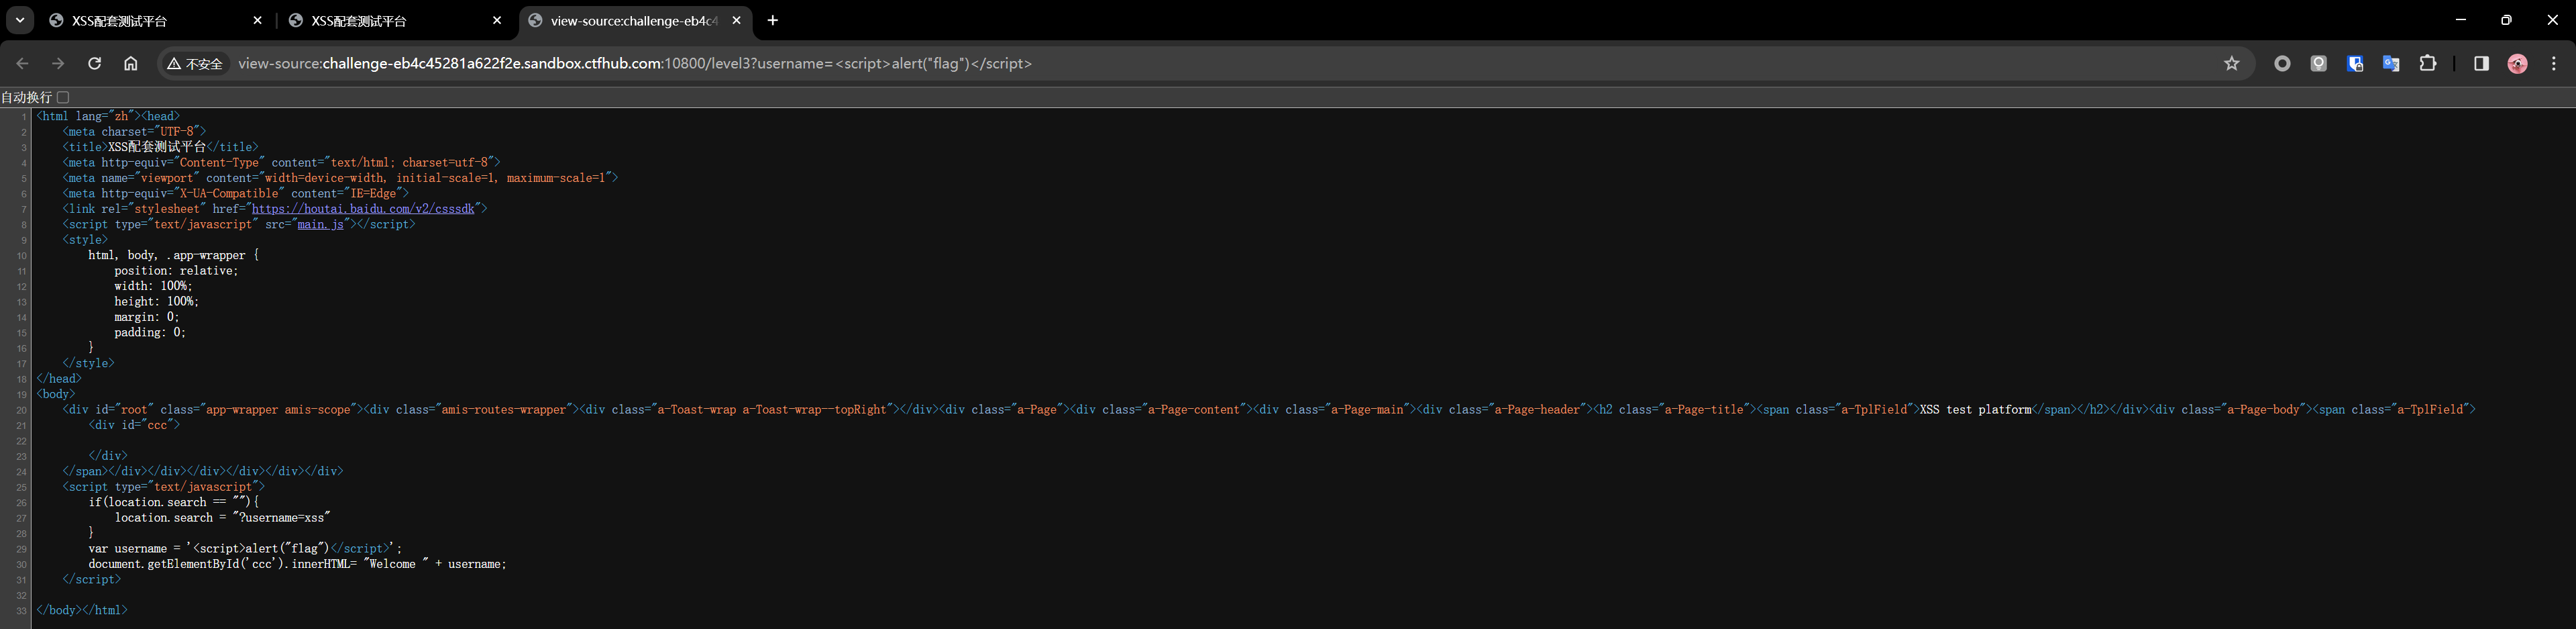 XSS配套测试平台
XSS配套测试平台
view-source:challenge-eb4c4
不安全
view-source:challenge-eb4c45281a622f2e.sandbox.ctfhub.com:10800/level3?username=<script>alert("flag")</script>
自动换行
1 <html lang="zh"><head>
2 <meta charset="UTF-8">
3 <title>XSS配套测试平台</title>
4 <meta http-equiv="Content-Type" content="text/html; charset=utf-8">
5 <meta name="viewport" content="width=device-width, initial-scale=1, maximum-scale=1">
6 <meta http-equiv="X-UA-Compatible" content="IE=Edge">
7 <link rel="stylesheet" href="https://houtai.baidu.com/v2/csssdk">
8 <script type="text/javascript" src="main.js"></script>
9 <style>
10 html, body, .app-wrapper {
11 position: relative;
12 width: 100%;
13 height: 100%;
14 margin: 0;
15 padding: 0;
16 }
17 </style>
18 </head>
19 <body>
20 <div id="root" class="app-wrapper amis-scope"><div class="amis-routes-wrapper"><div class="a-Toast-wrap a-Toast-wrap--topRight"></div><div class="a-Page"><div class="a-Page-content"><div class="a-Page-main"><div class="a-Page-header"><h2 class="a-Page-title"><span class="a-TplField">XSS test platform</span></h2></div><div class="a-Page-body"><span class="a-TplField">
21 <div id="ccc">
22
23 </div>
24 </span></div></div></div></div></div></div>
25 <script type="text/javascript">
26 if(location.search == ""){
27 location.search = "?username=xss"
28 }
29 var username = '<script>alert("flag")</script>';
30 document.getElementById('ccc').innerHTML= "Welcome " + username;
31 </script>
32
33 </body></html>